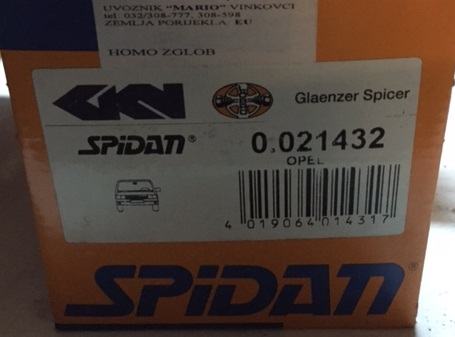 UVOZNIK "MARIO" VINKOVCI
tel: 032/308-777, 308-598
ZEMLJA PORIJEKLA: EU
HOMO ZGLOB
GKN
Glaenzer Spicer
SPiDAN®
0.021432
OPEL
4 019064 014317
SPiDAN®